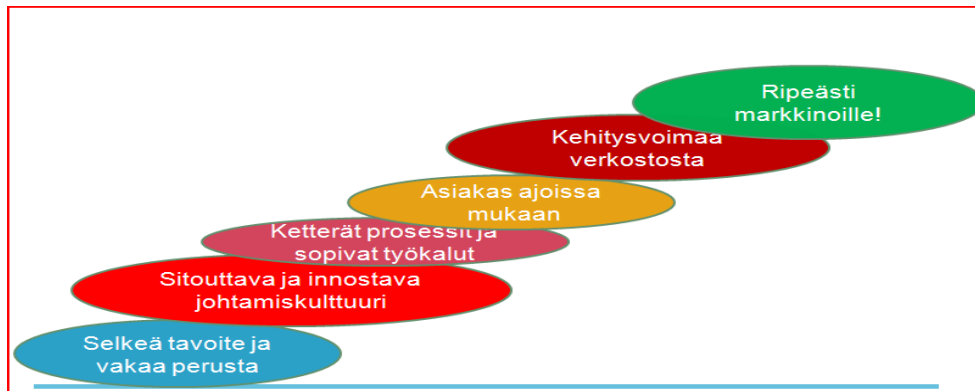 Ripeästi
markkinoille!
Kehitysvoimaa
verkostosta
Asiakas ajoissa
mukaan
Ketterät prosessit ja
sopivat työkalut
Sitouttava ja innostava
johtamiskulttuuri
Selkeä tavoite ja
vakaa perusta